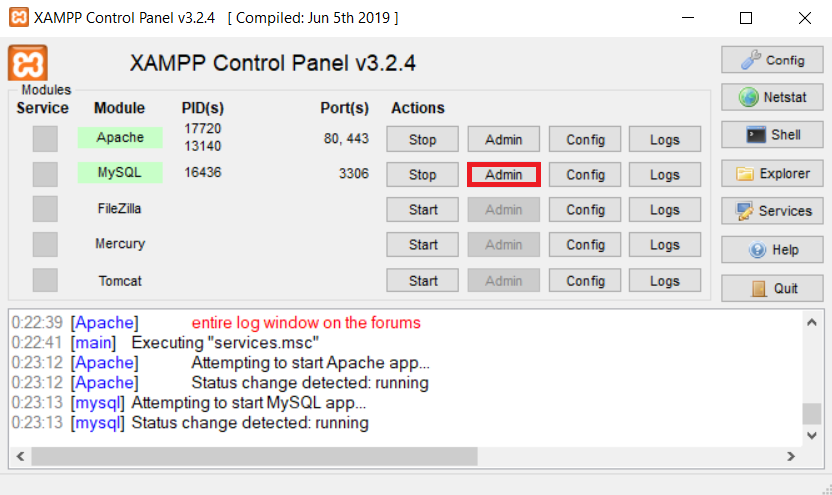 XAMPP Control Panel v3.2.4 [ Compiled: Jun 5th 2019 ]
XAMPP Control Panel v3.2.4
Config
Modules
Service Module PID(s) Port(s) Actions
Netstat
Apache 17720 13140 80, 443 Stop Admin Config Logs
Shell
MySQL 16436 3306 Stop Admin Config Logs
Explorer
FileZilla Start Admin Config Logs
Services
Mercury Start Admin Config Logs
Help
Tomcat Start Admin Config Logs
Quit
0:22:39 [Apache] entire log window on the forums
0:22:41 [main] Executing "services.msc"
0:23:12 [Apache] Attempting to start Apache app...
0:23:12 [Apache] Status change detected: running
0:23:13 [mysql] Attempting to start MySQL app...
0:23:13 [mysql] Status change detected: running